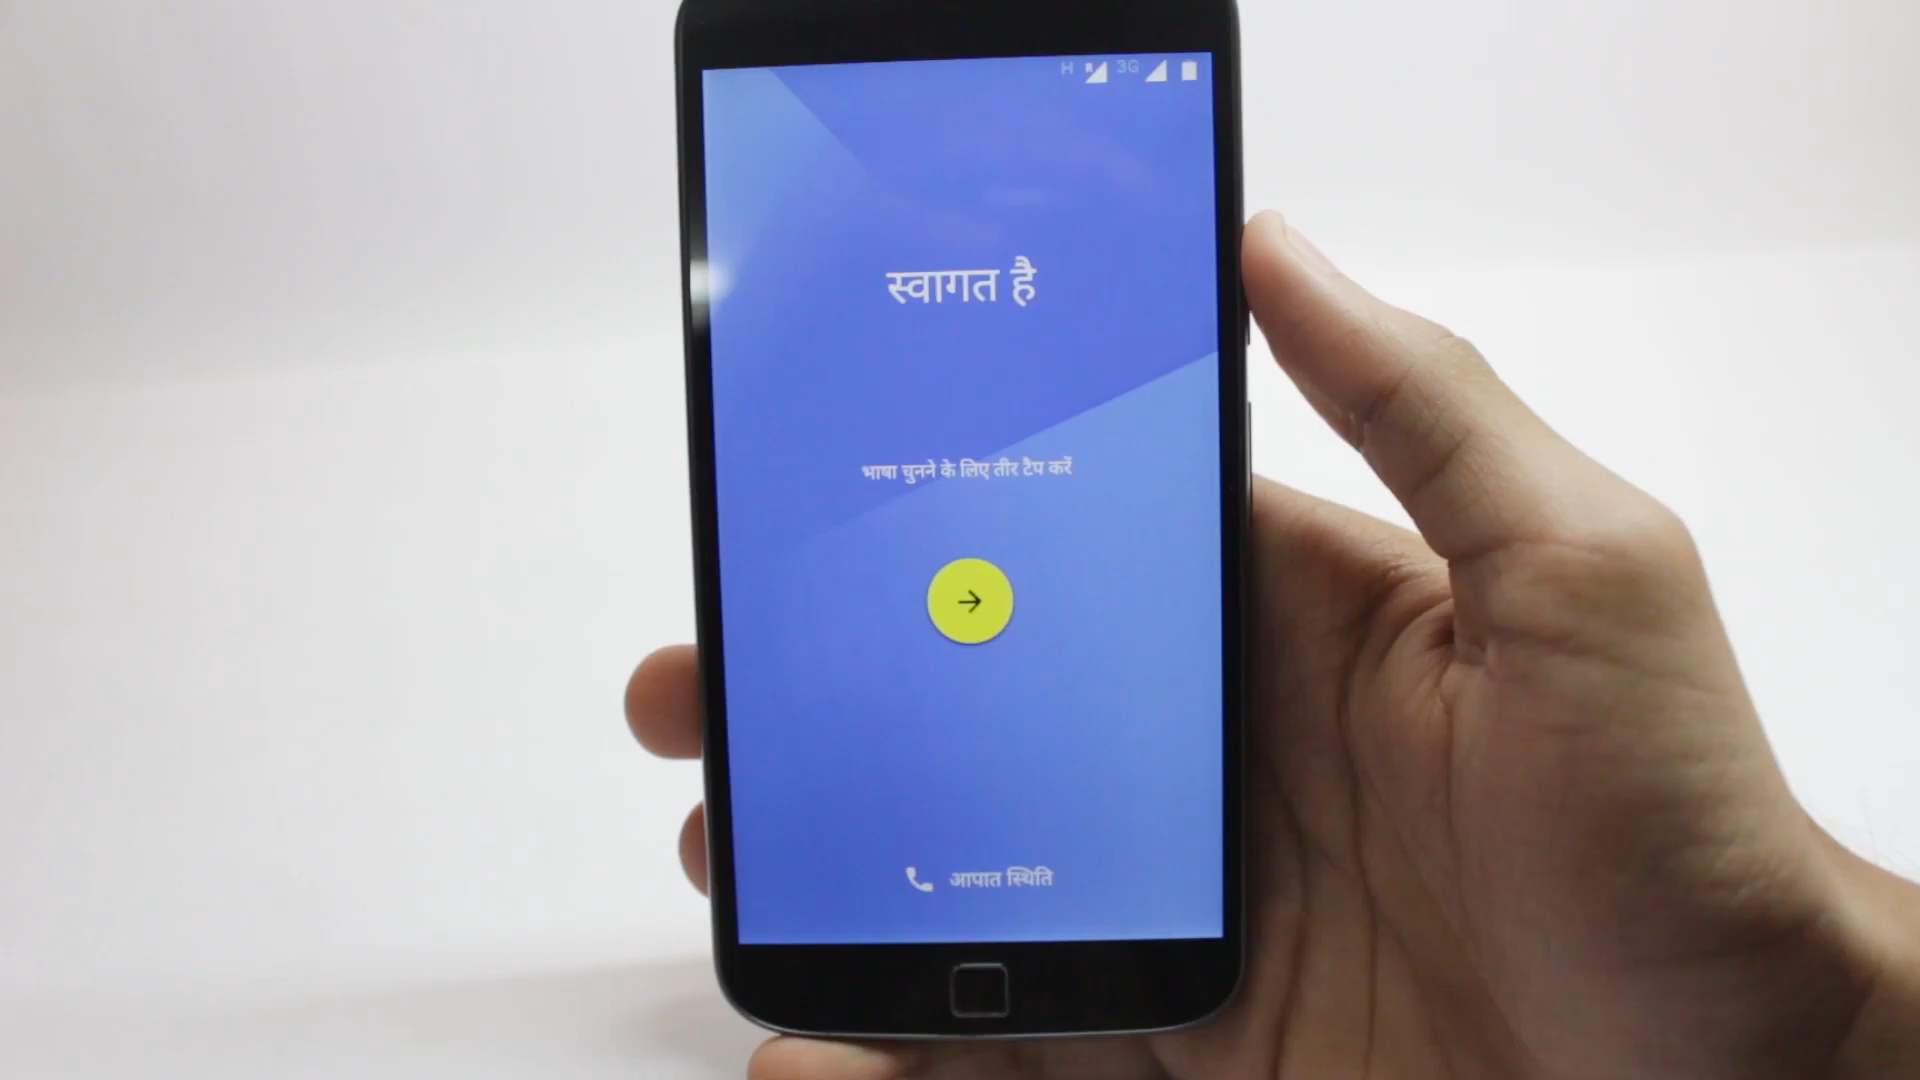 H R 3G
स्वागत है
भाषा चुनने के लिए तीर टैप करें
आपात स्थिति